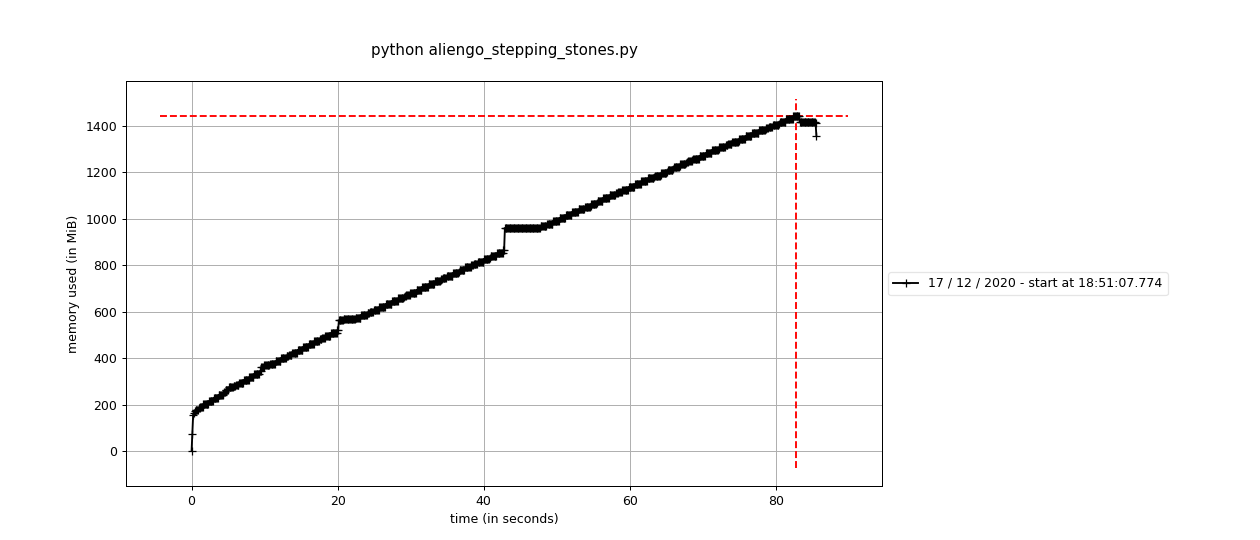 python aliengo_stepping_stones.py
memory used (in MiB)
1400
1200
1000
800
600
400
200
0
0 20 40 60 80
time (in seconds)
17 / 12 / 2020 - start at 18:51:07.774